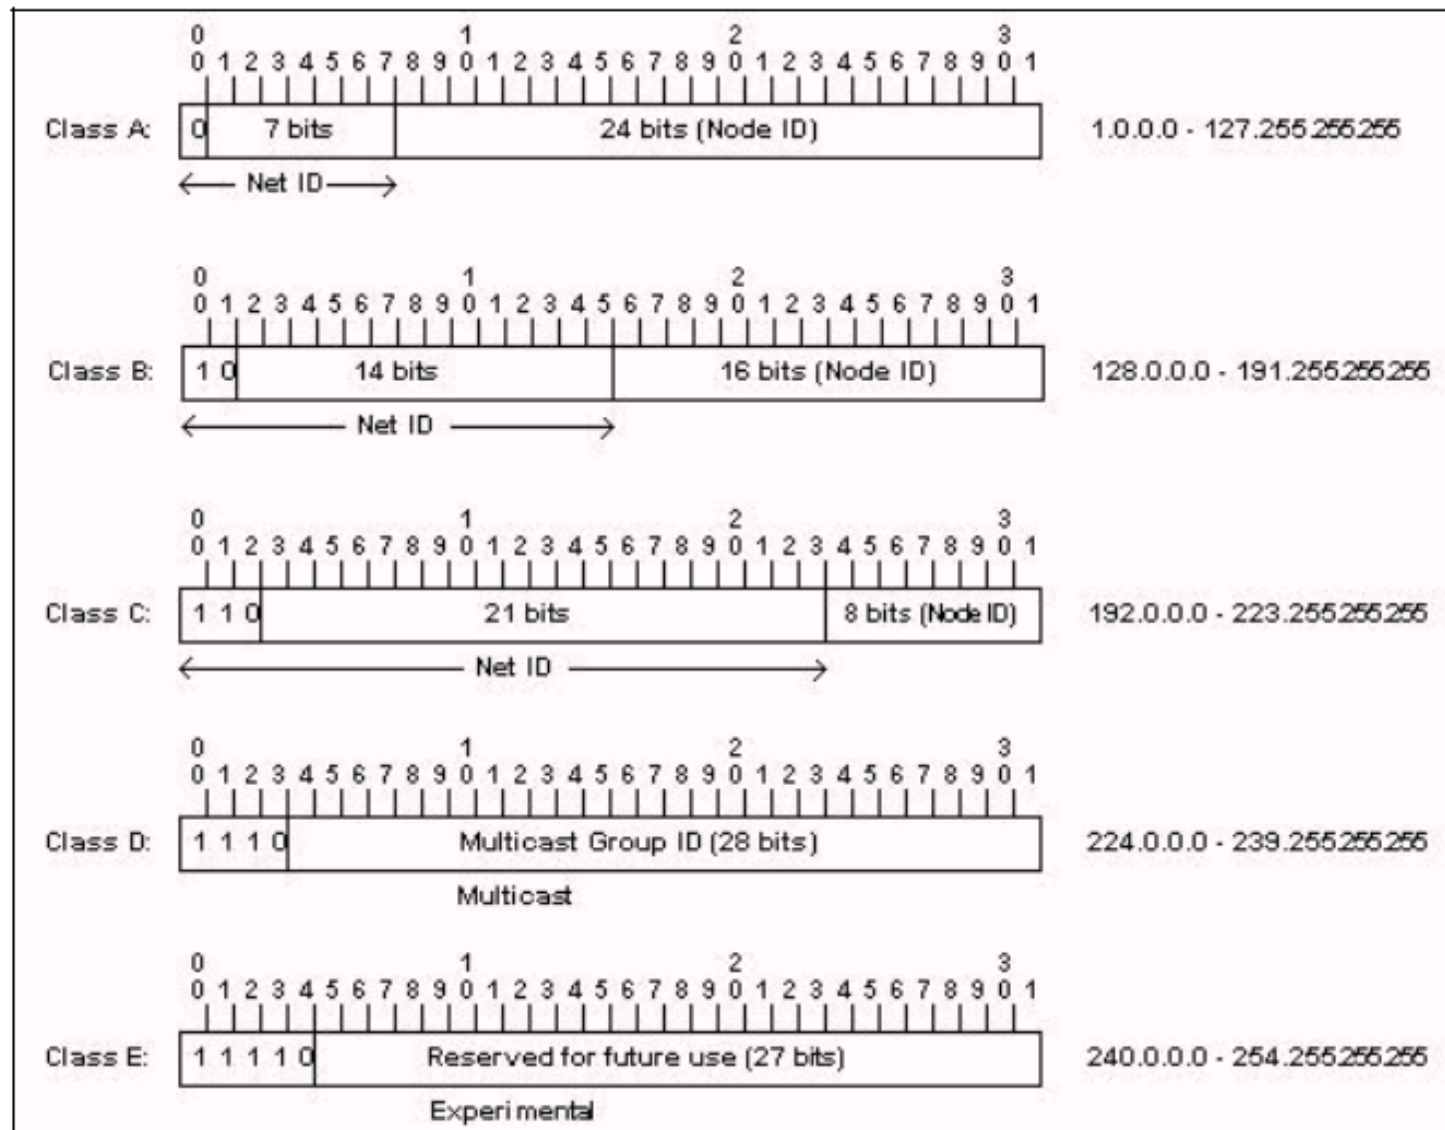 0 1 2 3
0 1 2 3 4 5 6 7 8 9 0 1 2 3 4 5 6 7 8 9 0 1 2 3 4 5 6 7 8 9 0 1
Class A: 0 7 bits 24 bits (Node ID) 1.0.0.0 - 127.255.255.255
Net ID
0 1 2 3
0 1 2 3 4 5 6 7 8 9 0 1 2 3 4 5 6 7 8 9 0 1 2 3 4 5 6 7 8 9 0 1
Class B: 1 0 14 bits 16 bits (Node ID) 128.0.0.0 - 191.255.255.255
Net ID
0 1 2 3
0 1 2 3 4 5 6 7 8 9 0 1 2 3 4 5 6 7 8 9 0 1 2 3 4 5 6 7 8 9 0 1
Class C: 1 1 0 21 bits 8 bits (Node ID) 192.0.0.0 - 223.255.255.255
Net ID
0 1 2 3
0 1 2 3 4 5 6 7 8 9 0 1 2 3 4 5 6 7 8 9 0 1 2 3 4 5 6 7 8 9 0 1
Class D: 1 1 1 0 Multicast Group ID (28 bits) 224.0.0.0 - 239.255.255.255
Multicast
0 1 2 3
0 1 2 3 4 5 6 7 8 9 0 1 2 3 4 5 6 7 8 9 0 1 2 3 4 5 6 7 8 9 0 1
Class E: 1 1 1 1 0 Reserved for future use (27 bits) 240.0.0.0 - 254.255.255.255
Experimental